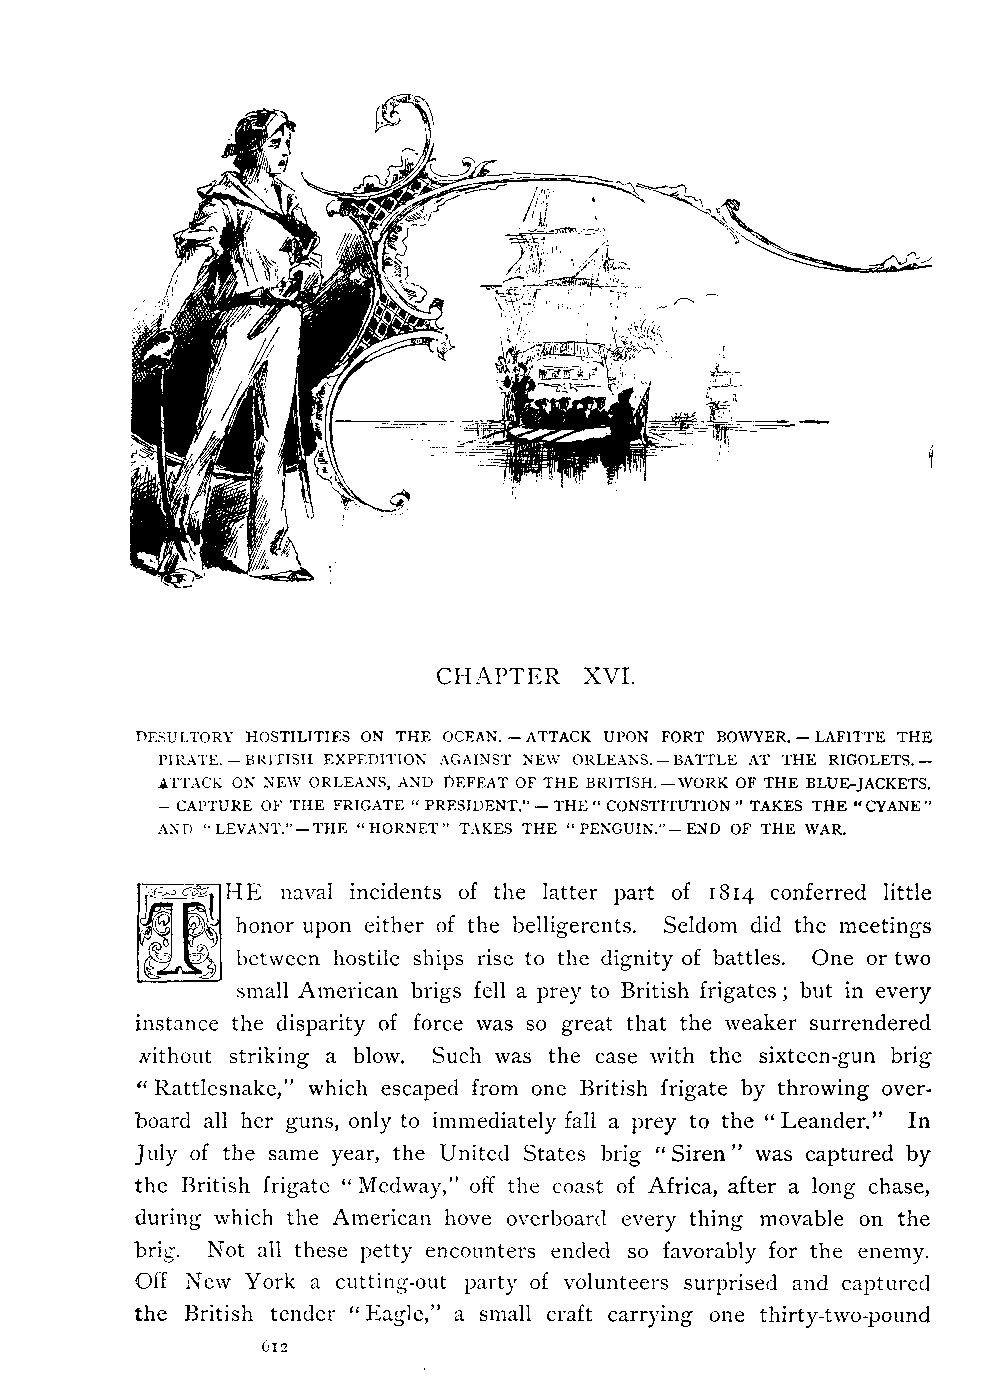 CHAPTER XVI.
DESULTORY HOSTILITIES ON THE OCEAN. — ATTACK UPON FORT BOWYER. — LAFITTE THE
PIRATE. — BRITISH EXPEDITION AGAINST NEW ORLEANS. — BATTLE AT THE RIGOLETS. —
ATTACK ON NEW ORLEANS, AND DEFEAT OF THE BRITISH. — WORK OF THE BLUE-JACKETS.
— CAPTURE OF THE FRIGATE "PRESIDENT." — THE "CONSTITUTION" TAKES THE "CYANE"
AND "LEVANT." — THE "HORNET" TAKES THE "PENGUIN." — END OF THE WAR.
THE naval incidents of the latter part of 1814 conferred little
honor upon either of the belligerents. Seldom did the meetings
between hostile ships rise to the dignity of battles. One or two
small American brigs fell a prey to British frigates; but in every
instance the disparity of force was so great that the weaker surrendered
without striking a blow. Such was the case with the sixteen-gun brig
"Rattlesnake," which escaped from one British frigate by throwing over-
board all her guns, only to immediately fall a prey to the "Leander." In
July of the same year, the United States brig "Siren" was captured by
the British frigate "Medway," off the coast of Africa, after a long chase,
during which the American hove overboard every thing movable on the
brig. Not all these petty encounters ended so favorably for the enemy.
Off New York a cutting-out party of volunteers surprised and captured
the British tender "Eagle," a small craft carrying one thirty-two-pound
612